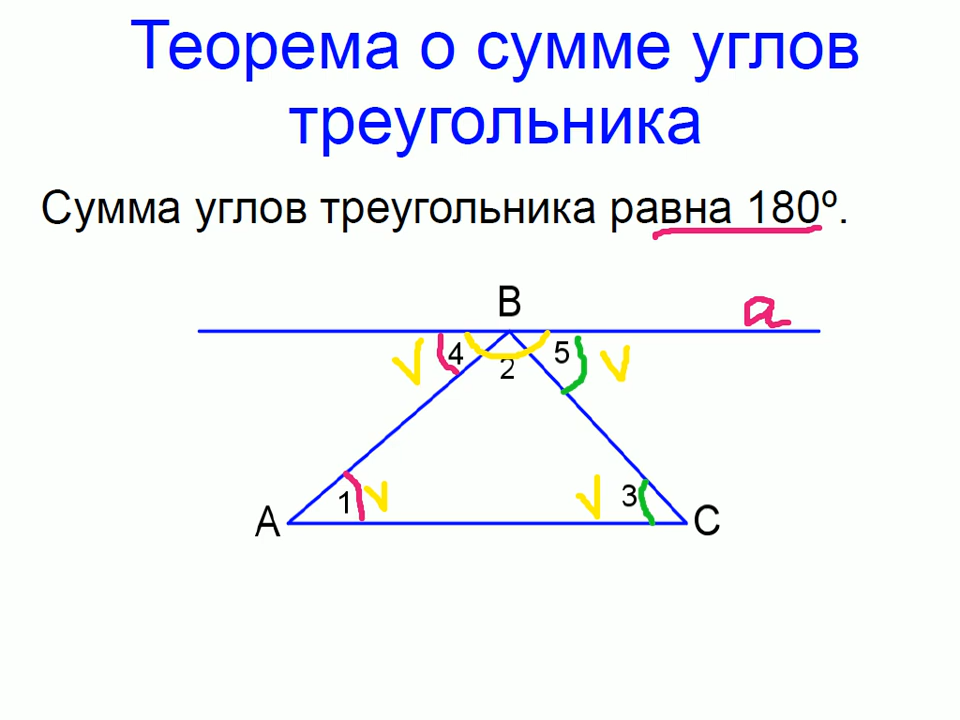 Теорема о сумме углов
треугольника
Сумма углов треугольника равна 180º.
B
a
4
2
5
1
3
A
C